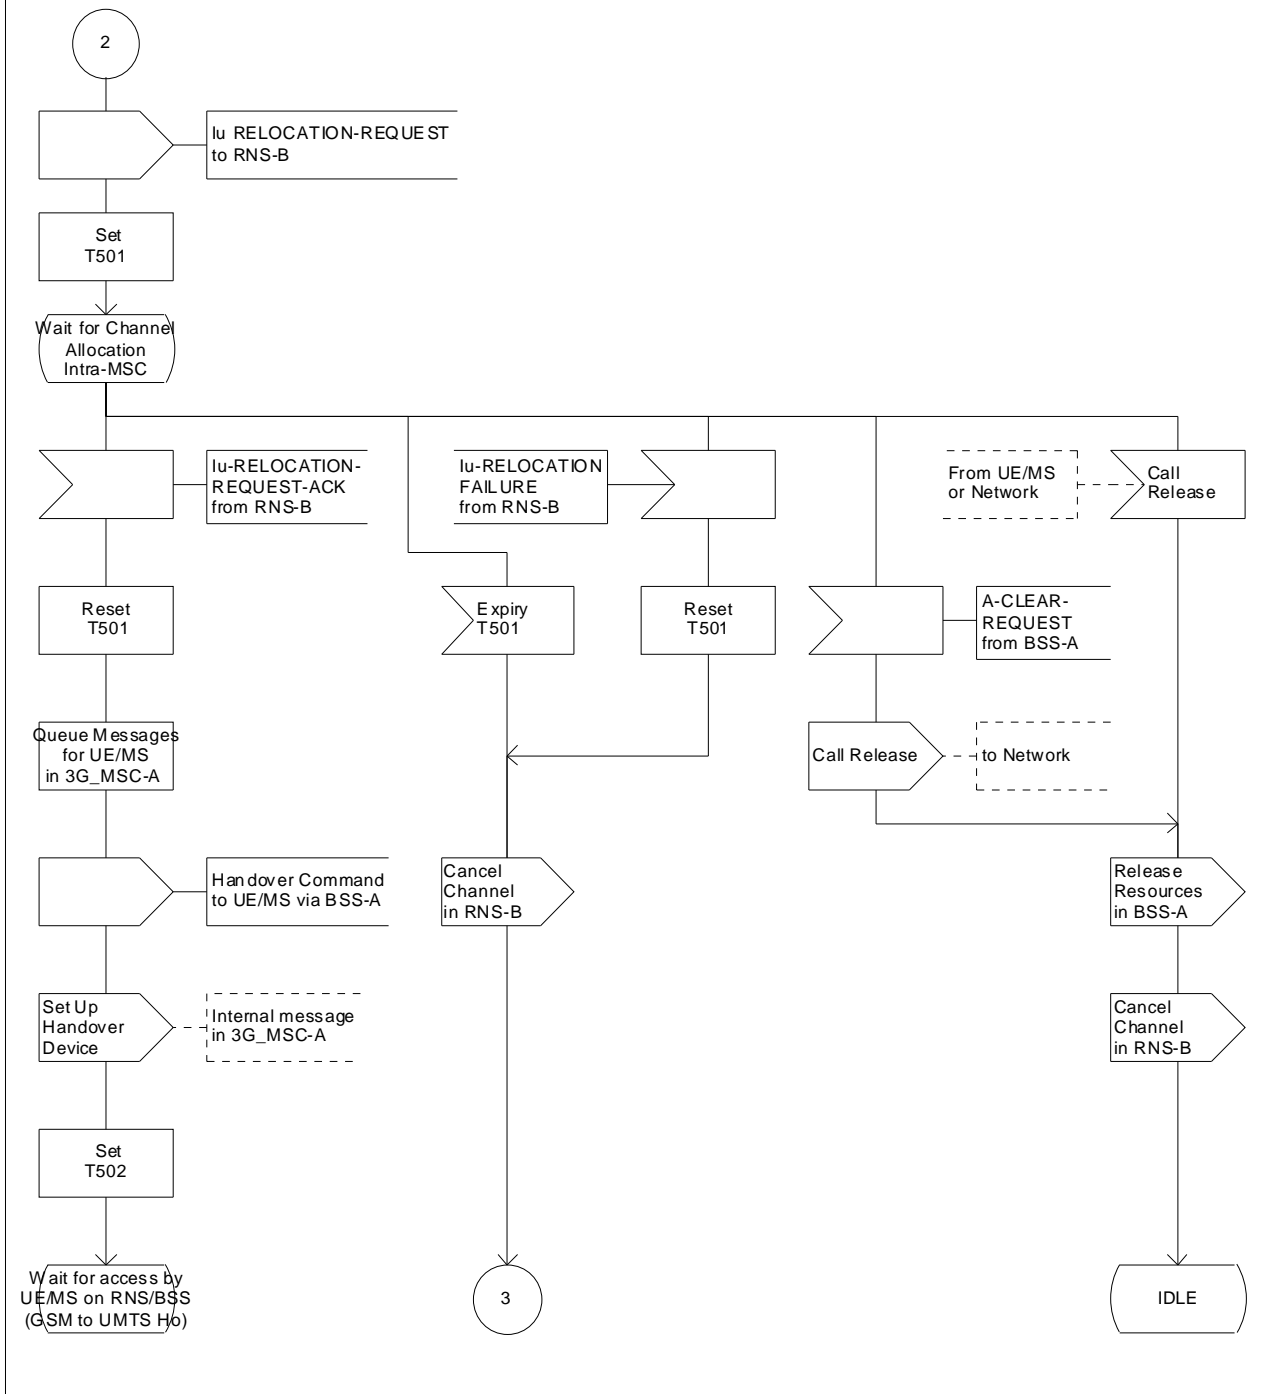 2
Iu RELOCATION-REQUEST
to RNS-B
Set
T501
Wait for Channel
Allocation
Intra-MSC
Iu-RELOCATION-
REQUEST-ACK
from RNS-B
Iu-RELOCATION
FAILURE
from RNS-B
From UE/MS
or Network
Call
Release
Reset
T501
Expiry
T501
Reset
T501
A-CLEAR-
REQUEST
from BSS-A
Queue Messages
for UE/MS
in 3G_MSC-A
Call Release
to Network
Handover Command
to UE/MS via BSS-A
Cancel
Channel
in RNS-B
Release
Resources
in BSS-A
Set Up
Handover
Device
Internal message
in 3G_MSC-A
Cancel
Channel
in RNS-B
Set
T502
Wait for access by
UE/MS on RNS/BSS
(GSM to UMTS Ho)
3
IDLE